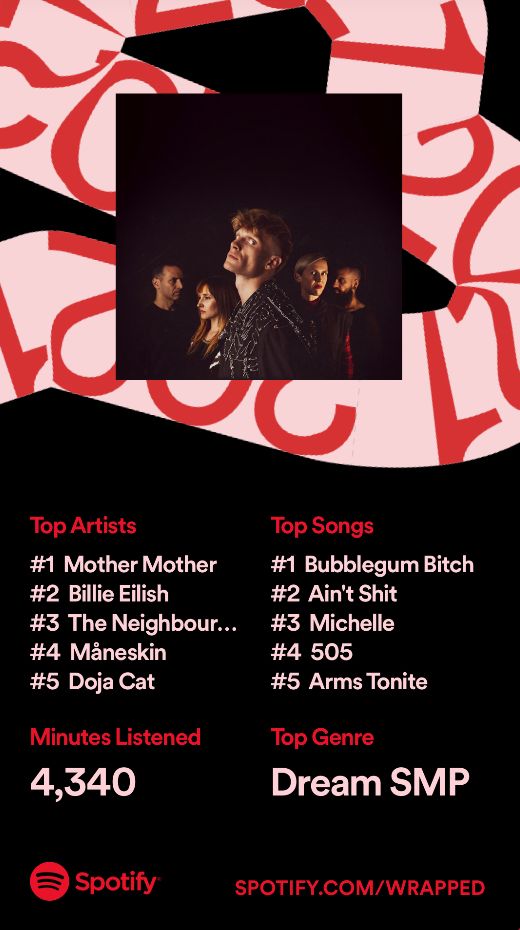 2021
Top Artists
#1 Mother Mother
#2 Billie Eilish
#3 The Neighbour...
#4 Måneskin
#5 Doja Cat
Top Songs
#1 Bubblegum Bitch
#2 Ain't Shit
#3 Michelle
#4 505
#5 Arms Tonite
Minutes Listened
4,340
Top Genre
Dream SMP
Spotify
SPOTIFY.COM/WRAPPED